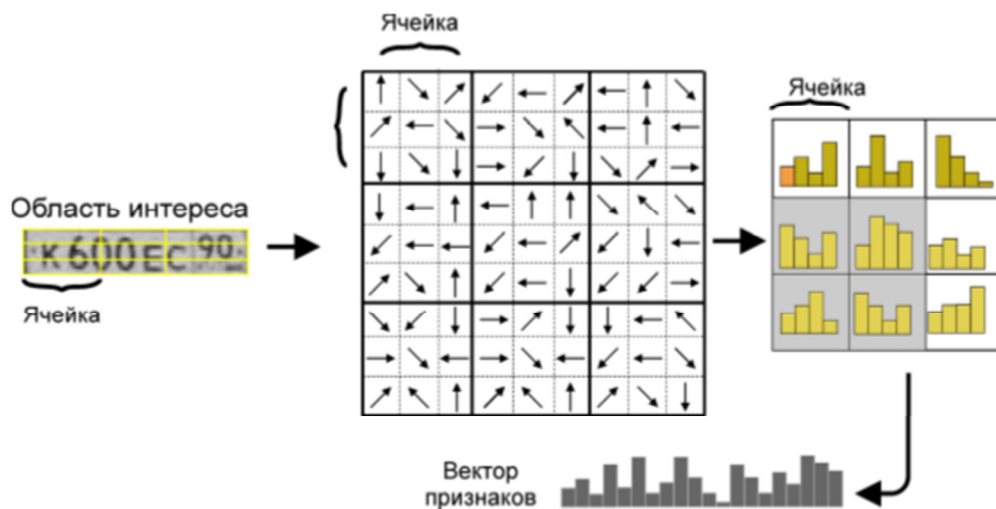 Ячейка
Ячейка
Область интереса
К600ЕС 90
Ячейка
Вектор
признаков